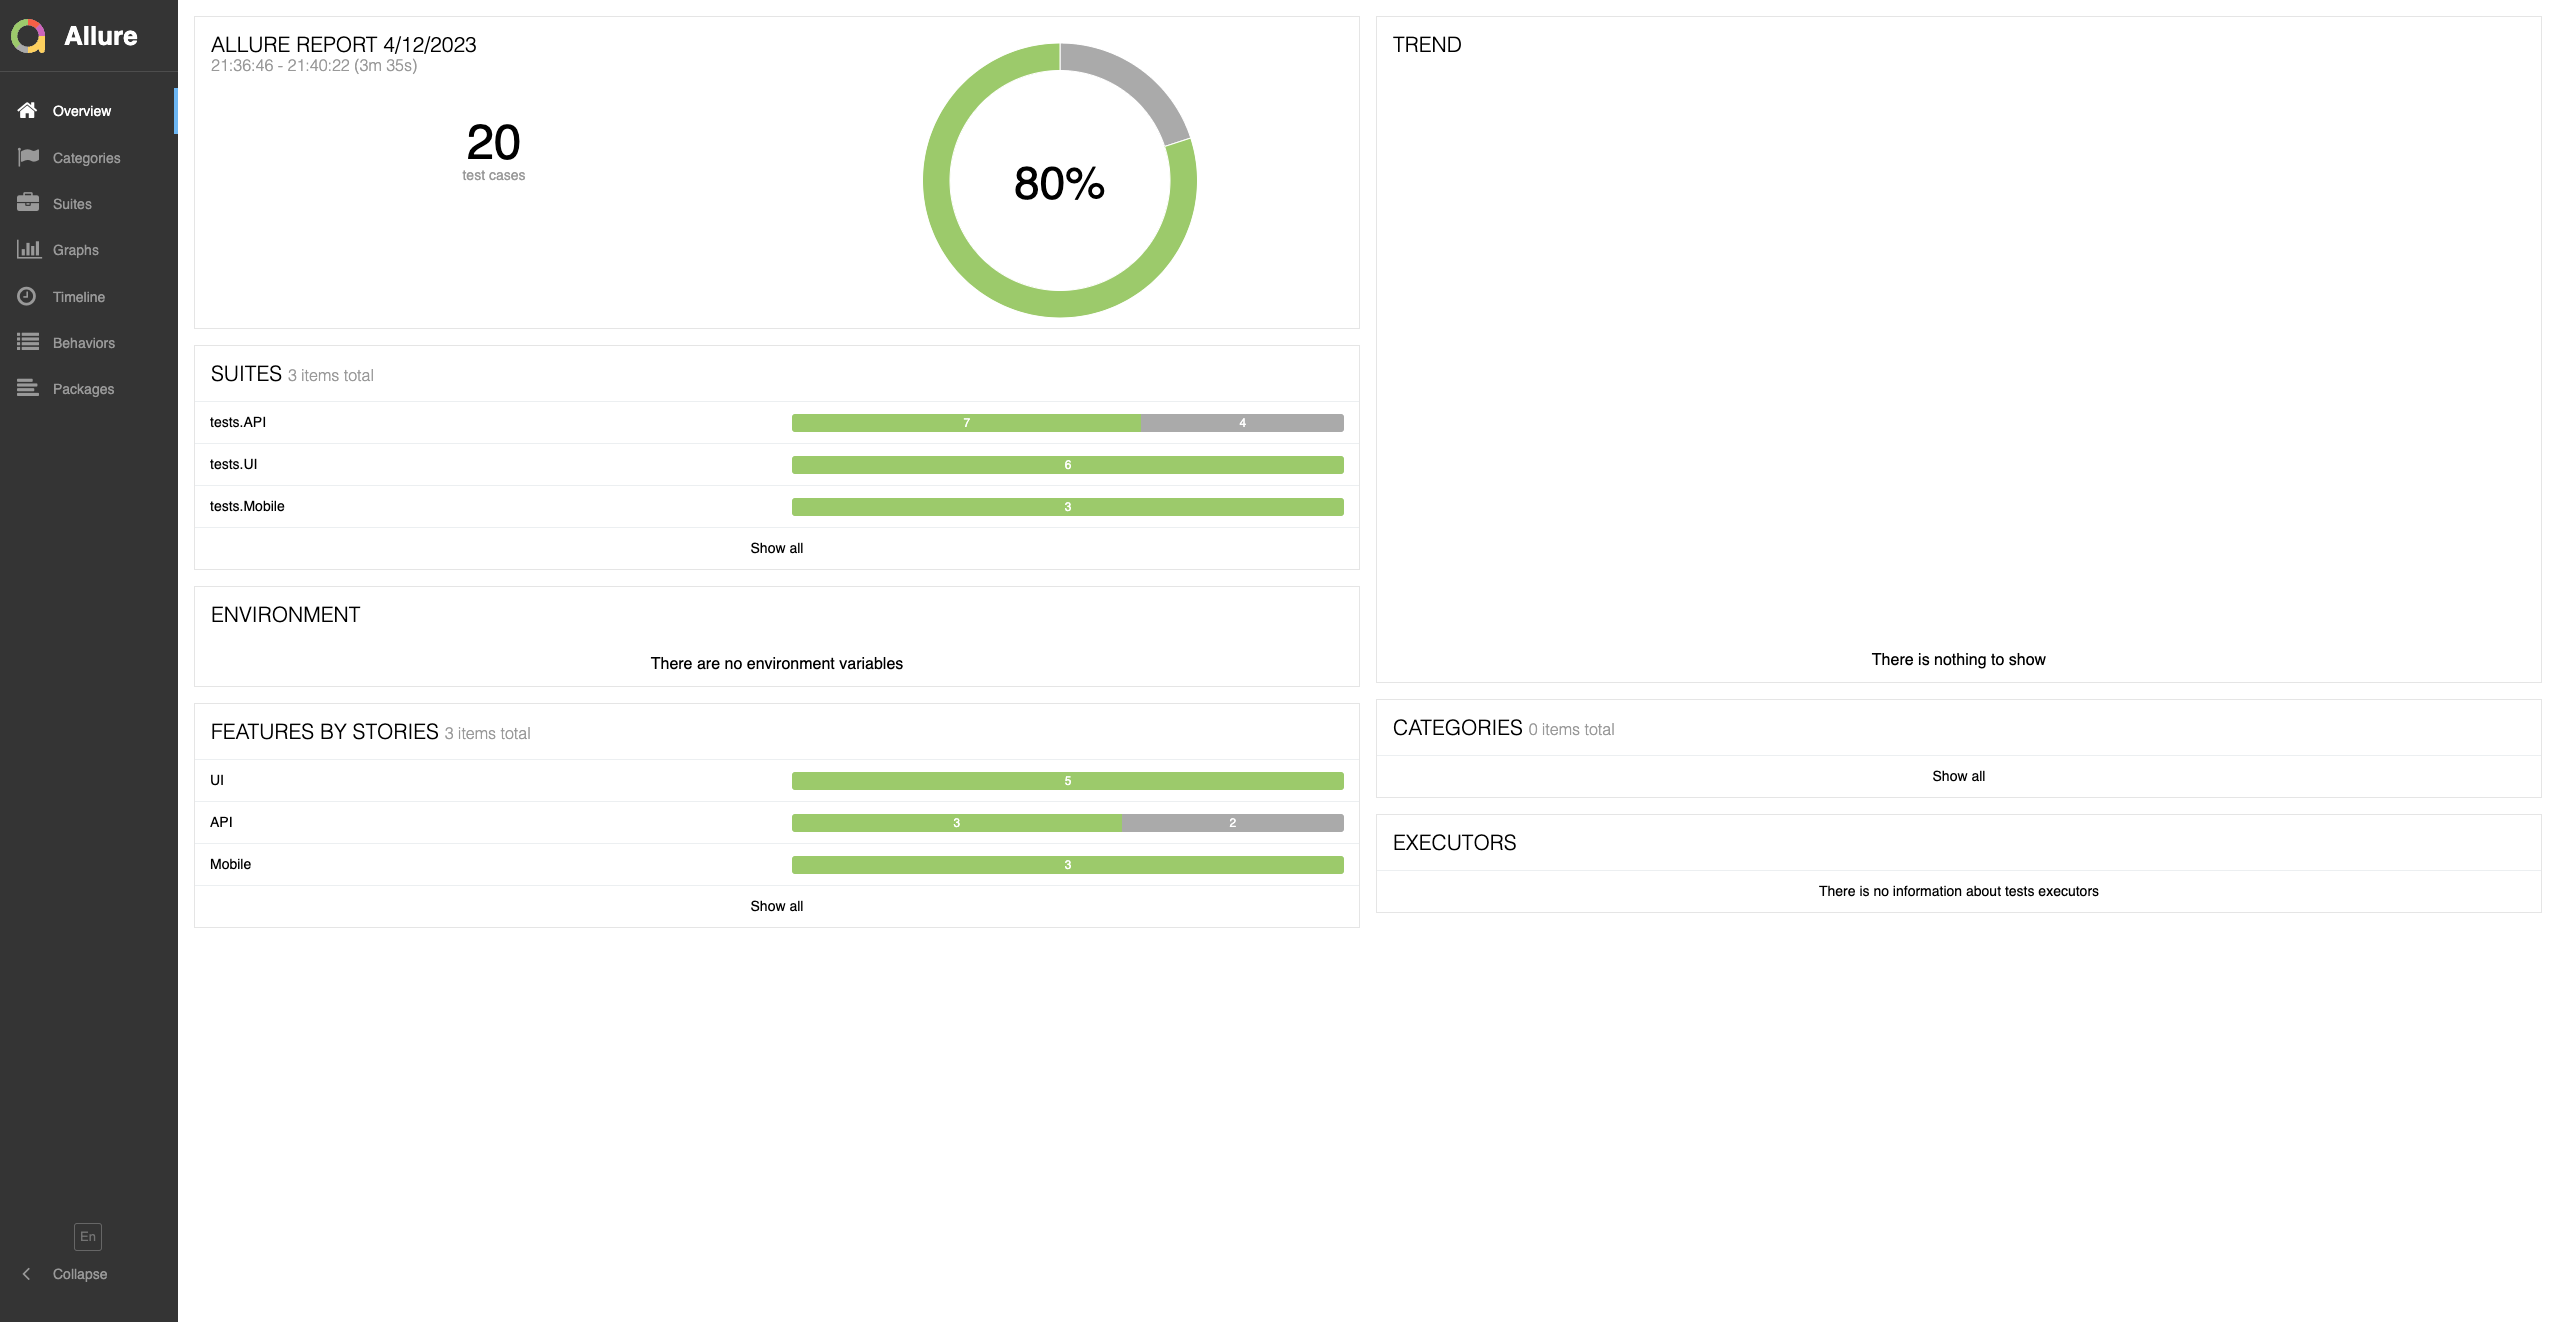 Allure
Overview
Categories
Suites
Graphs
Timeline
Behaviors
Packages
En
Collapse
ALLURE REPORT 4/12/2023
21:36:46 - 21:40:22 (3m 35s)
20
test cases
80%
SUITES 3 items total
tests.API 7 4
tests.UI 6
tests.Mobile 3
Show all
ENVIRONMENT
There are no environment variables
FEATURES BY STORIES 3 items total
UI 5
API 3 2
Mobile 3
Show all
TREND
There is nothing to show
CATEGORIES 0 items total
Show all
EXECUTORS
There is no information about tests executors